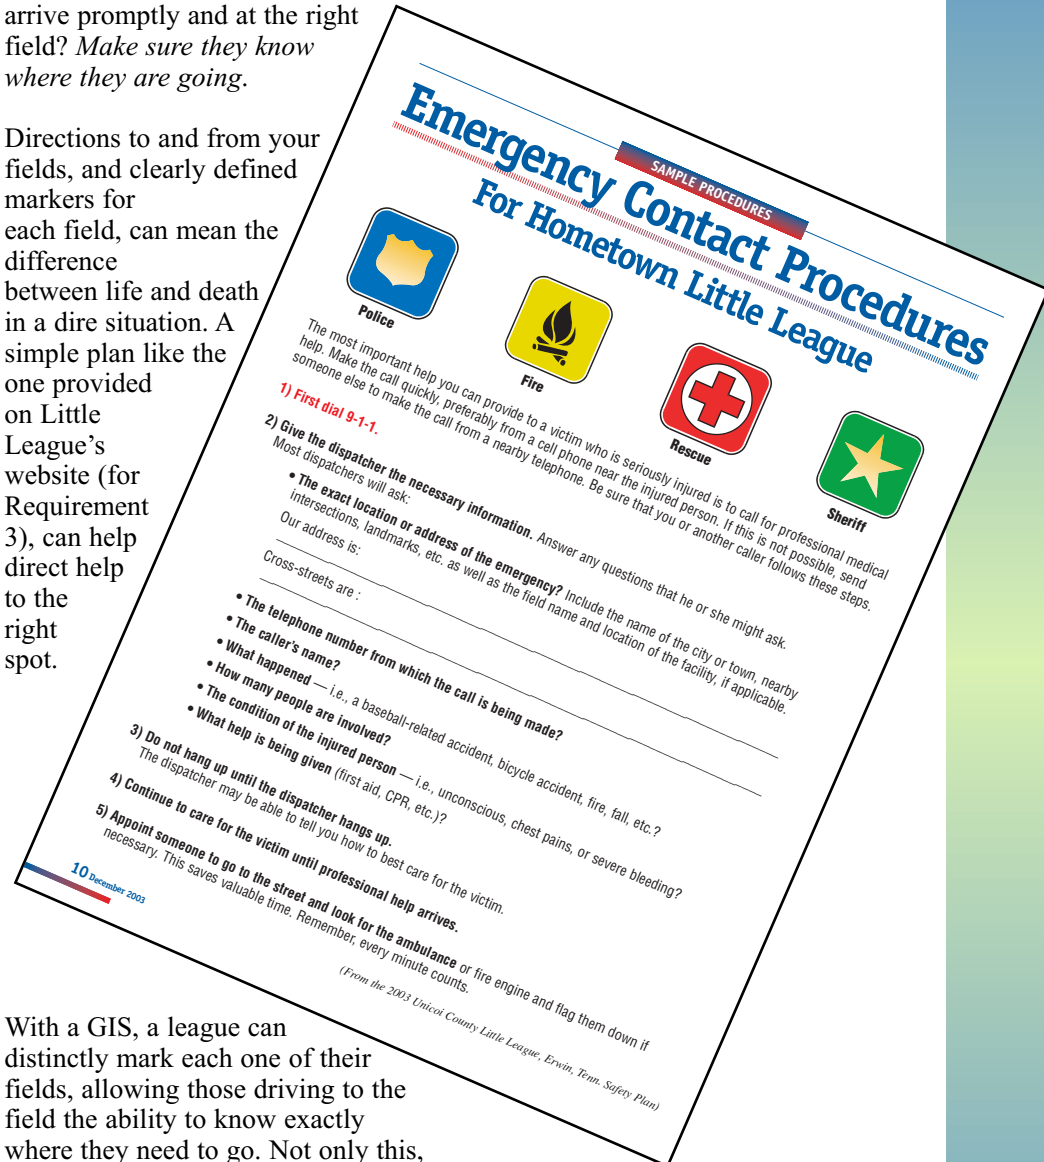 arrive promptly and at the right
field? Make sure they know
where they are going.
Directions to and from your
fields, and clearly defined
markers for
each field, can mean the
difference
between life and death
in a dire situation. A
simple plan like the
one provided
on Little
League’s
website (for
Requirement
3), can help
direct help
to the
right
spot.
SAMPLE PROCEDURES
Emergency Contact Procedures
For Hometown Little League
Police
Fire
Rescue
Sheriff
The most important help you can provide to a victim who is seriously injured is to call for professional medical
help. Make the call quickly, preferably from a cell phone near the injured person. If this is not possible, send
someone else to make the call from a nearby telephone. Be sure that you or another caller follows these steps.
1) First dial 9-1-1.
2) Give the dispatcher the necessary information. Answer any questions that he or she might ask.
Most dispatchers will ask:
• The exact location or address of the emergency? Include the name of the city or town, nearby
intersections, landmarks, etc. as well as the field name and location of the facility, if applicable.
Our address is:
Cross-streets are :
• The telephone number from which the call is being made?
• The caller's name?
• What happened — i.e., a baseball-related accident, bicycle accident, fire, fall, etc.?
• How many people are involved?
• The condition of the injured person — i.e., unconscious, chest pains, or severe bleeding?
• What help is being given (first aid, CPR, etc.)?
3) Do not hang up until the dispatcher hangs up.
The dispatcher may be able to tell you how to best care for the victim.
4) Continue to care for the victim until professional help arrives.
5) Appoint someone to go to the street and look for the ambulance or fire engine and flag them down if
necessary. This saves valuable time. Remember, every minute counts.
(From the 2003 Unicoi County Little League, Erwin, Tenn. Safety Plan)
10 December 2003
With a GIS, a league can
distinctly mark each one of their
fields, allowing those driving to the
field the ability to know exactly
where they need to go. Not only this,